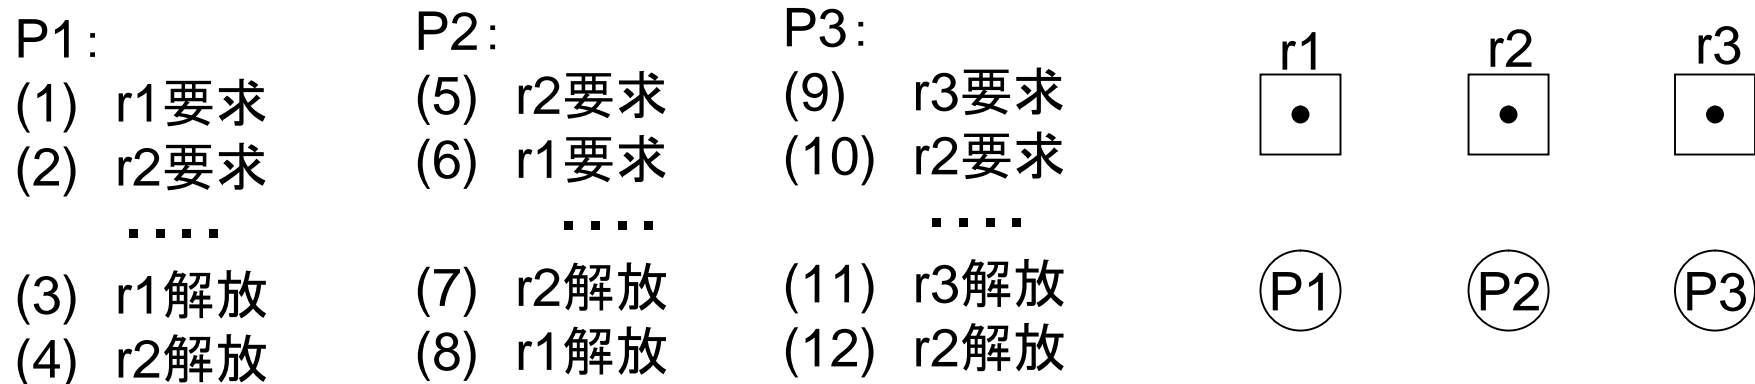 P1:
(1) r1要求
(2) r2要求
....
(3) r1解放
(4) r2解放
P2:
(5) r2要求
(6) r1要求
....
(7) r2解放
(8) r1解放
P3:
(9) r3要求
(10) r2要求
....
(11) r3解放
(12) r2解放
r1 r2 r3
P1 P2 P3